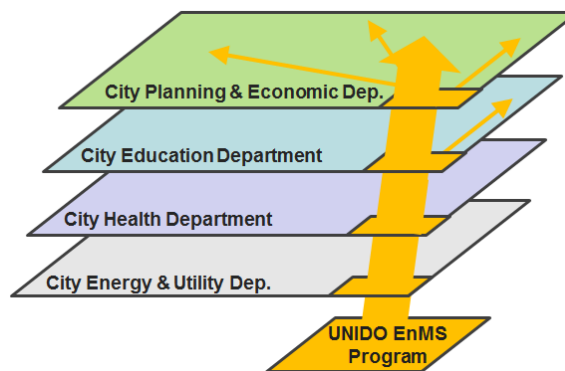 City Planning & Economic Dep.
City Education Department
City Health Department
City Energy & Utility Dep.
UNIDO EnMS
Program